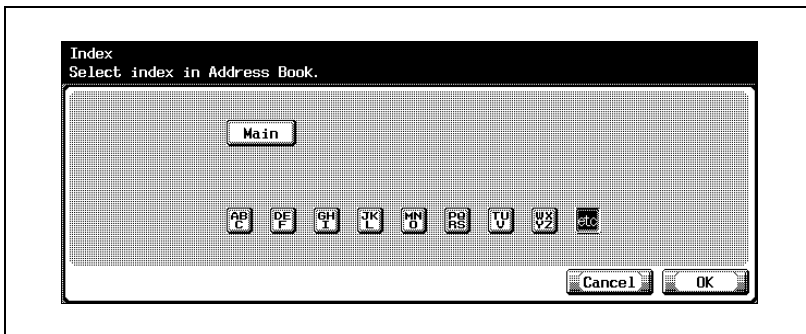 Index
Select index in Address Book.
Main
AB
C
DE
F
GH
I
JK
L
MN
O
PQ
RS
TU
V
WX
YZ
etc
Cancel
OK